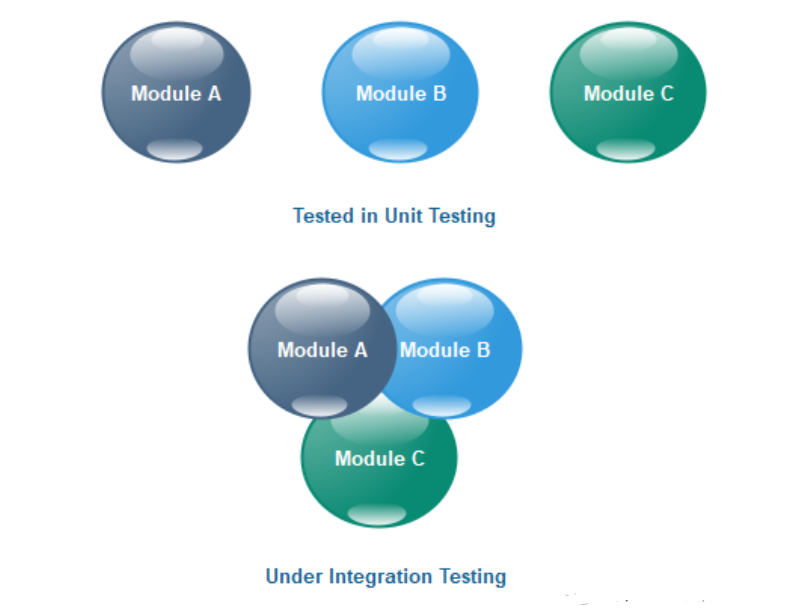 Module A Module B Module C
Tested in Unit Testing
Module A Module B
Module C
Under Integration Testing